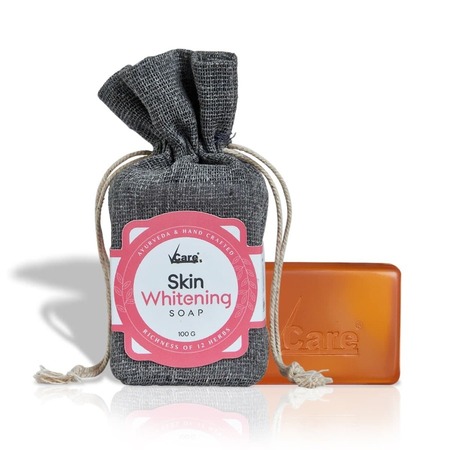 AYURVEDA & HAND CRAFTED
VCare®
Skin
Whitening
SOAP
100 G
RICHNESS OF 12 HERBS
VCare®